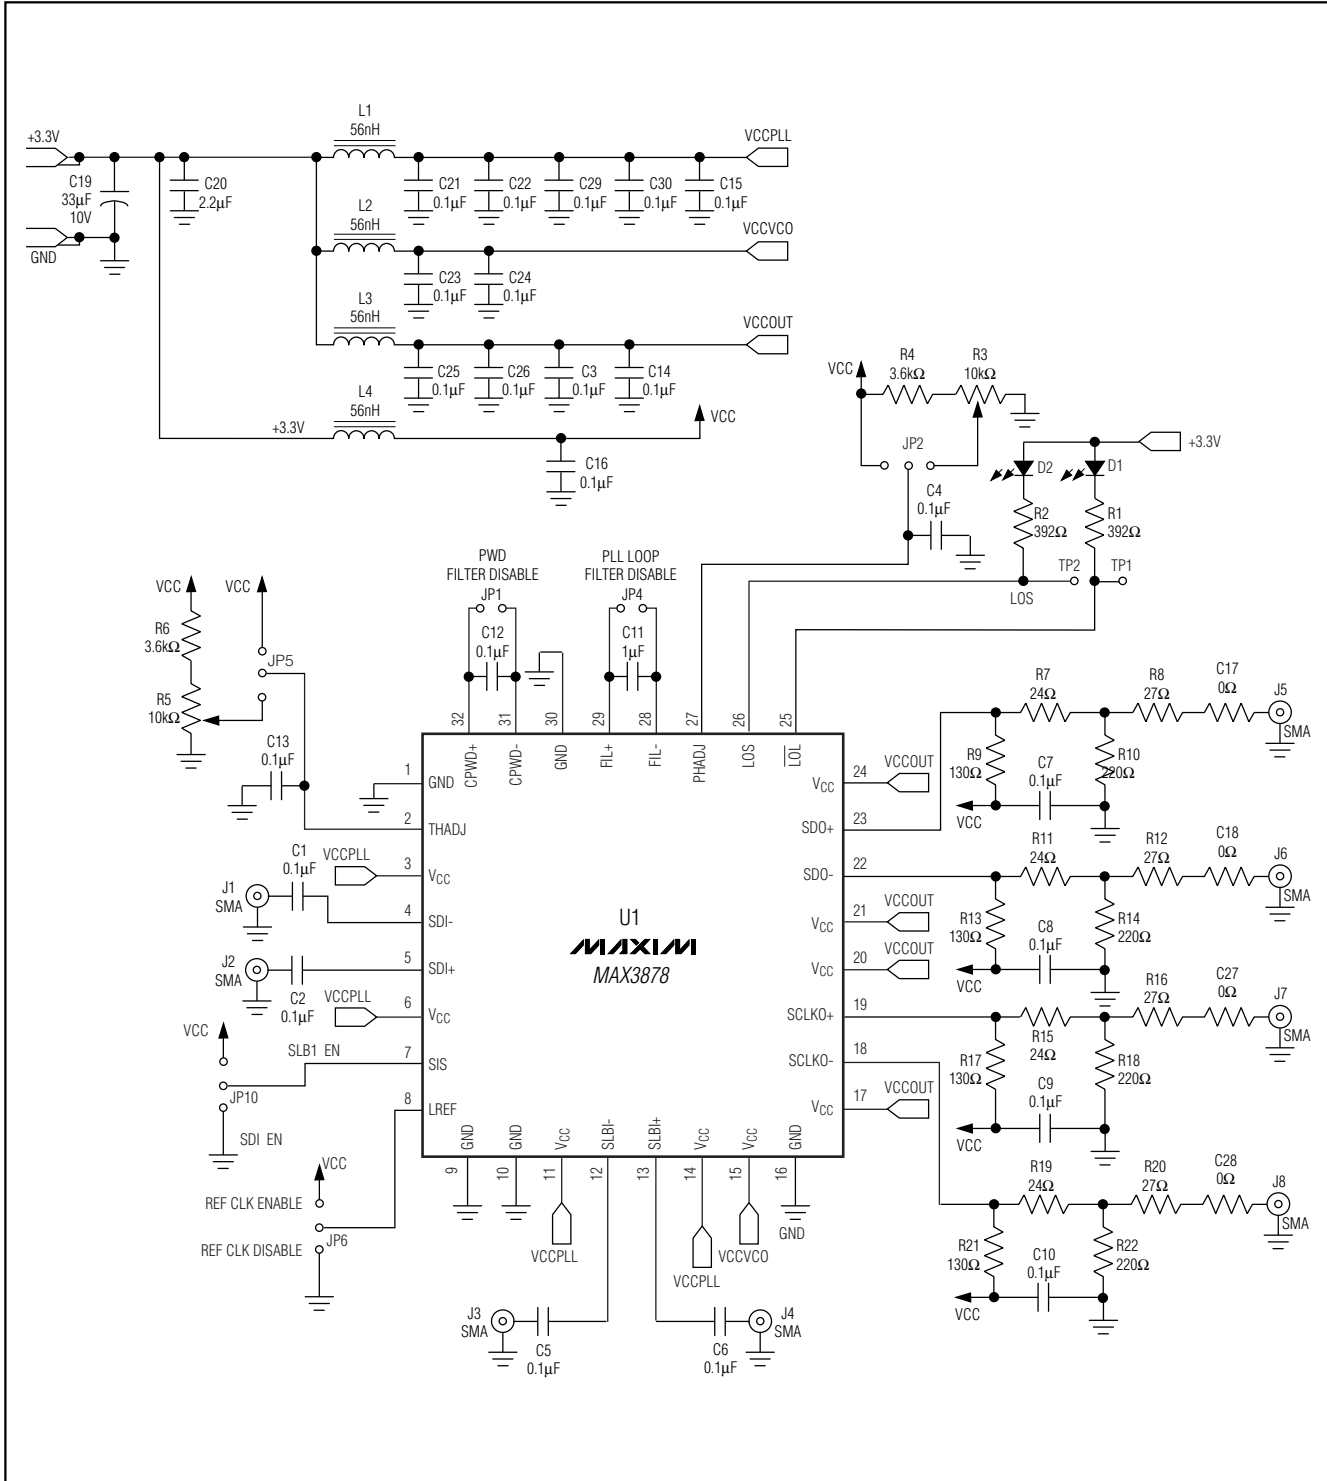 L1
56nH
+3.3V
VCCPLL
C19
33µF
10V
C20
2.2µF
C21
0.1µF
C22
0.1µF
C29
0.1µF
C30
0.1µF
C15
0.1µF
GND
L2
56nH
VCCVCO
C23
0.1µF
C24
0.1µF
L3
56nH
VCCOUT
C25
0.1µF
C26
0.1µF
C3
0.1µF
C14
0.1µF
L4
56nH
+3.3V
VCC
C16
0.1µF
VCC
R4
3.6kΩ
R3
10kΩ
JP2
C4
0.1µF
D2
D1
+3.3V
R2
392Ω
R1
392Ω
TP2
TP1
LOS
PWD
FILTER DISABLE
JP1
C12
0.1µF
PLL LOOP
FILTER DISABLE
JP4
C11
1µF
VCC
VCC
R6
3.6kΩ
JP5
R5
10kΩ
C13
0.1µF
32
31
30
29
28
27
26
25
CPWD+
CPWD-
GND
FIL+
FIL-
PHADJ
LOS
LOL
1
GND
2
THADJ
C1
0.1µF
VCCPLL
3
VCC
J1
SMA
4
SDI-
J2
SMA
5
SDI+
C2
0.1µF
VCCPLL
6
VCC
VCC
SLB1 EN
7
SIS
JP10
8
LREF
SDI EN
VCC
REF CLK ENABLE
JP6
REF CLK DISABLE
U1
MAXIM
MAX3878
VCC
24
VCCOUT
SDO+
23
SDO-
22
VCC
21
VCCOUT
VCC
20
VCCOUT
SCLKO+
19
SCLKO-
18
VCC
17
VCCOUT
GND
GND
VCC
SLBI-
SLBI+
VCC
VCC
GND
9
10
11
12
13
14
15
16
VCCPLL
VCCPLL
VCCVCO
GND
J3
SMA
C5
0.1µF
C6
0.1µF
J4
SMA
R7
24Ω
R8
27Ω
C17
0Ω
J5
SMA
R9
130Ω
C7
0.1µF
R10
220Ω
VCC
R11
24Ω
R12
27Ω
C18
0Ω
J6
SMA
R13
130Ω
C8
0.1µF
R14
220Ω
VCC
R16
27Ω
C27
0Ω
J7
SMA
R15
24Ω
R17
130Ω
C9
0.1µF
R18
220Ω
VCC
R19
24Ω
R20
27Ω
C28
0Ω
J8
SMA
R21
130Ω
C10
0.1µF
R22
220Ω
VCC